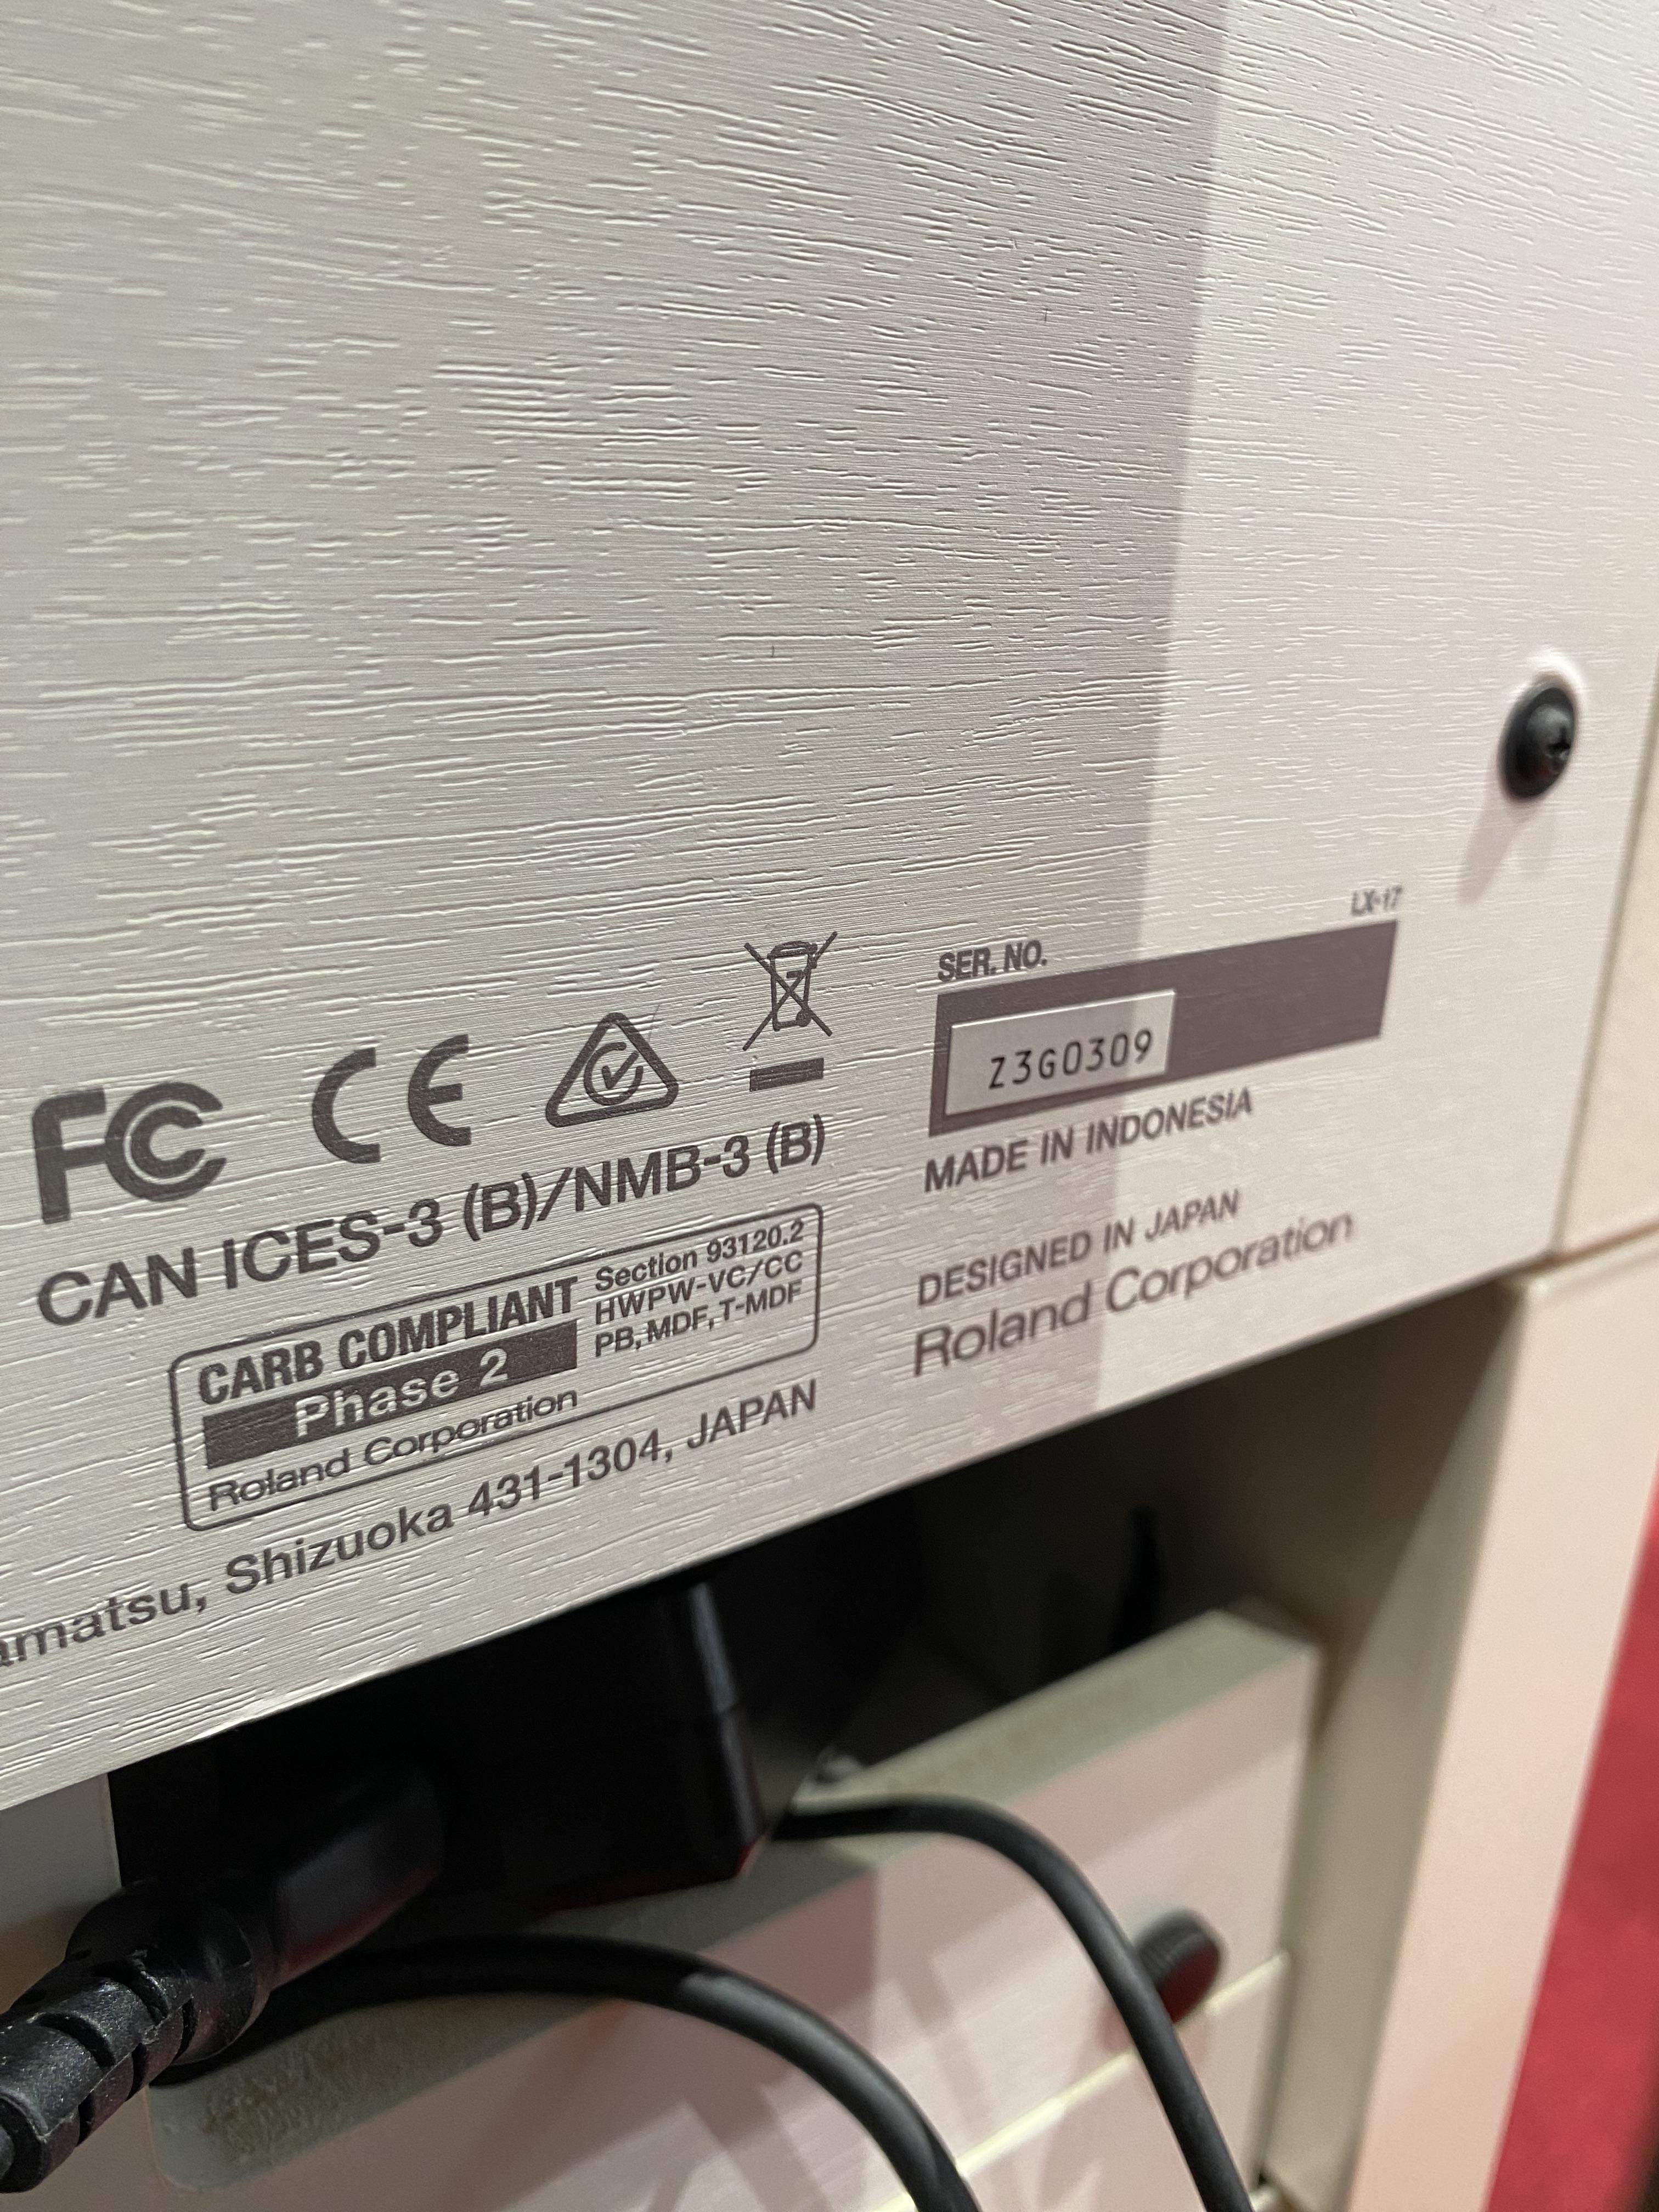 LX-17
SER. NO.
Z3G0309
MADE IN INDONESIA
DESIGNED IN JAPAN
Roland Corporation
FC CE
CAN ICES-3 (B)/NMB-3 (B)
CARB COMPLIANT
Phase 2
Roland Corporation
Section 93120.2
HWPW-VC/CC
PB, MDF, T-MDF
amatsu, Shizuoka 431-1304, JAPAN